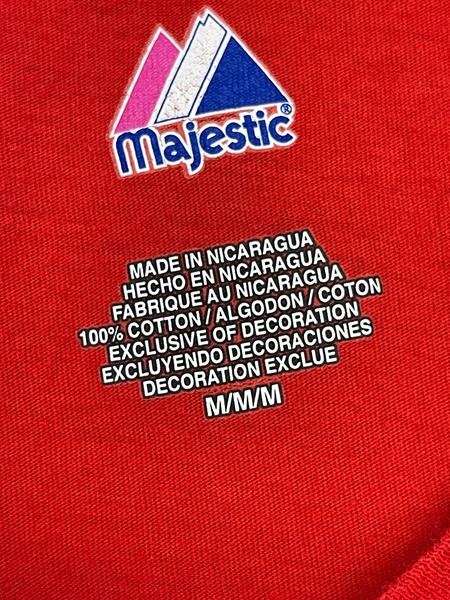 Majestic®
MADE IN NICARAGUA
HECHO EN NICARAGUA
FABRIQUE AU NICARAGUA
100% COTTON / ALGODON / COTON
EXCLUSIVE OF DECORATION
EXCLUYENDO DECORACIONES
DECORATION EXCLUE
M/M/M